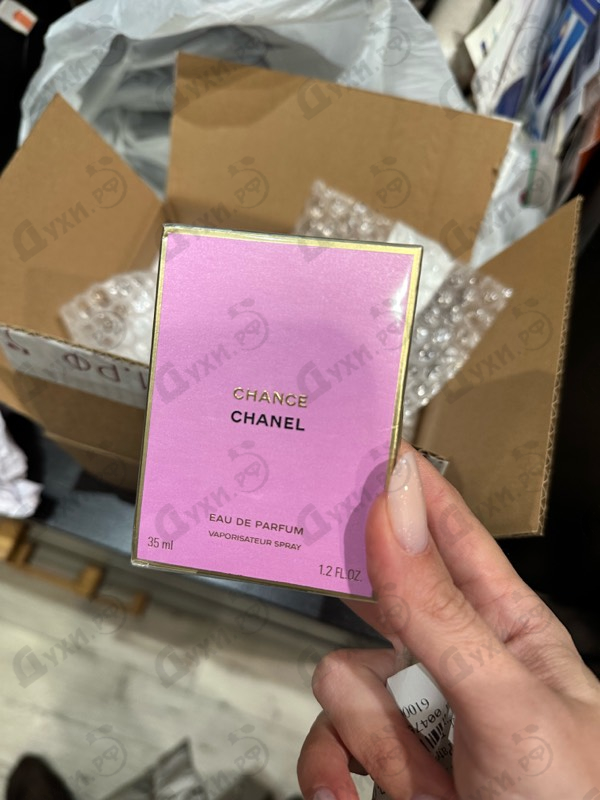 CHANCE
CHANEL
EAU DE PARFUM
VAPORISATEUR SPRAY
35 ml
1.2 FL.OZ.
Духи.РФ